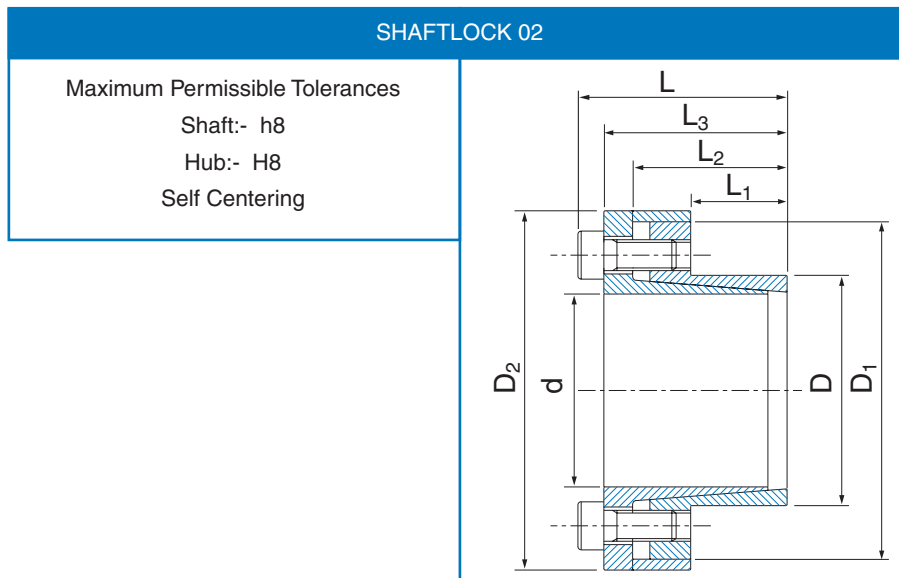 SHAFTLOCK 02
Maximum Permissible Tolerances
Shaft:- h8
Hub:- H8
Self Centering
L
L₃
L₂
L₁
D₂
d
D
D₁